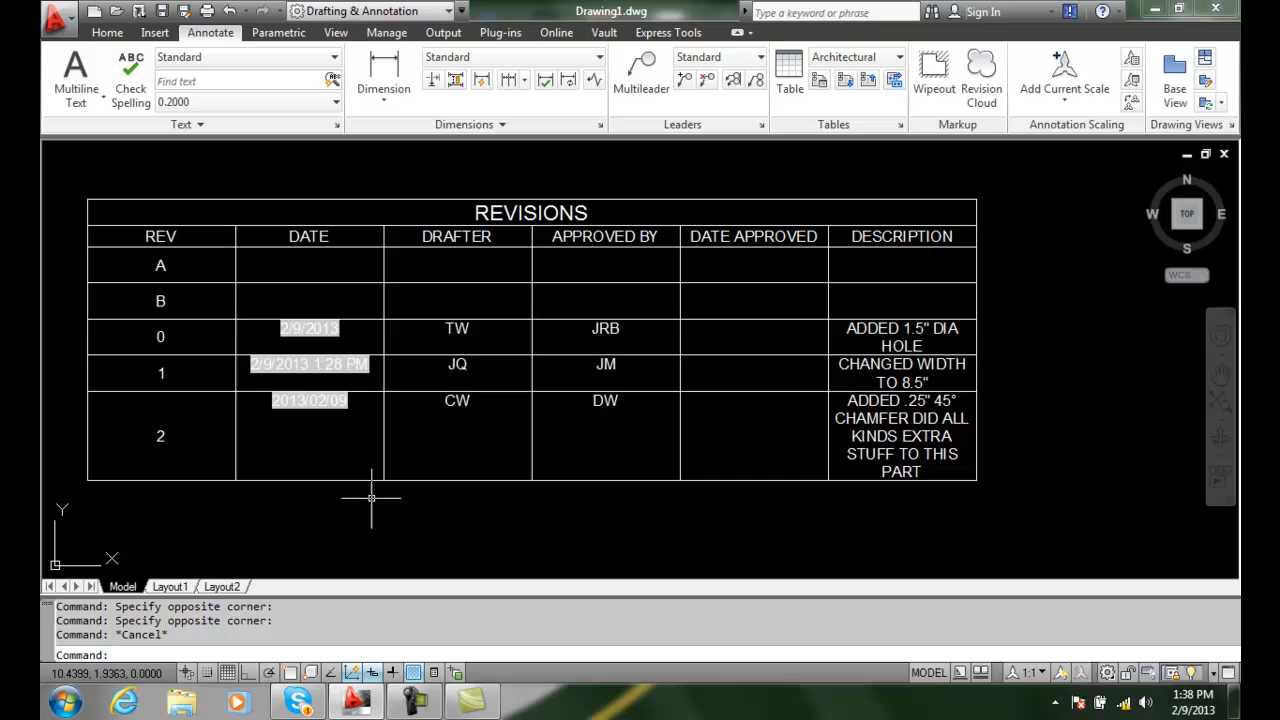 Drafting & Annotation
Drawing1.dwg
Type a keyword or phrase
Sign In
Home Insert Annotate Parametric View Manage Output Plug-ins Online Vault Express Tools
Multiline
Text
ABC
Check
Spelling
Standard
Find text
0.2000
Text
Dimension
Standard
Dimensions
Multileader
Standard
Leaders
Table
Architectural
Tables
Wipeout
Revision
Cloud
Markup
Add Current Scale
Annotation Scaling
Base
View
Drawing Views
N
W TOP E
S
WCS
REVISIONS
REV DATE DRAFTER APPROVED BY DATE APPROVED DESCRIPTION
A
B
0 2/9/2013 TW JRB ADDED 1.5" DIA
HOLE
1 2/9/2013 1:28 PM JQ JM CHANGED WIDTH
TO 8.5"
2 2013/02/09 CW DW ADDED .25" 45°
CHAMFER DID ALL
KINDS EXTRA
STUFF TO THIS
PART
Y
X
Model Layout1 Layout2
Command: Specify opposite corner:
Command: Specify opposite corner:
Command: *Cancel*
Command:
10.4399, 1.9363, 0.0000
MODEL
1:1
1:38 PM
2/9/2013